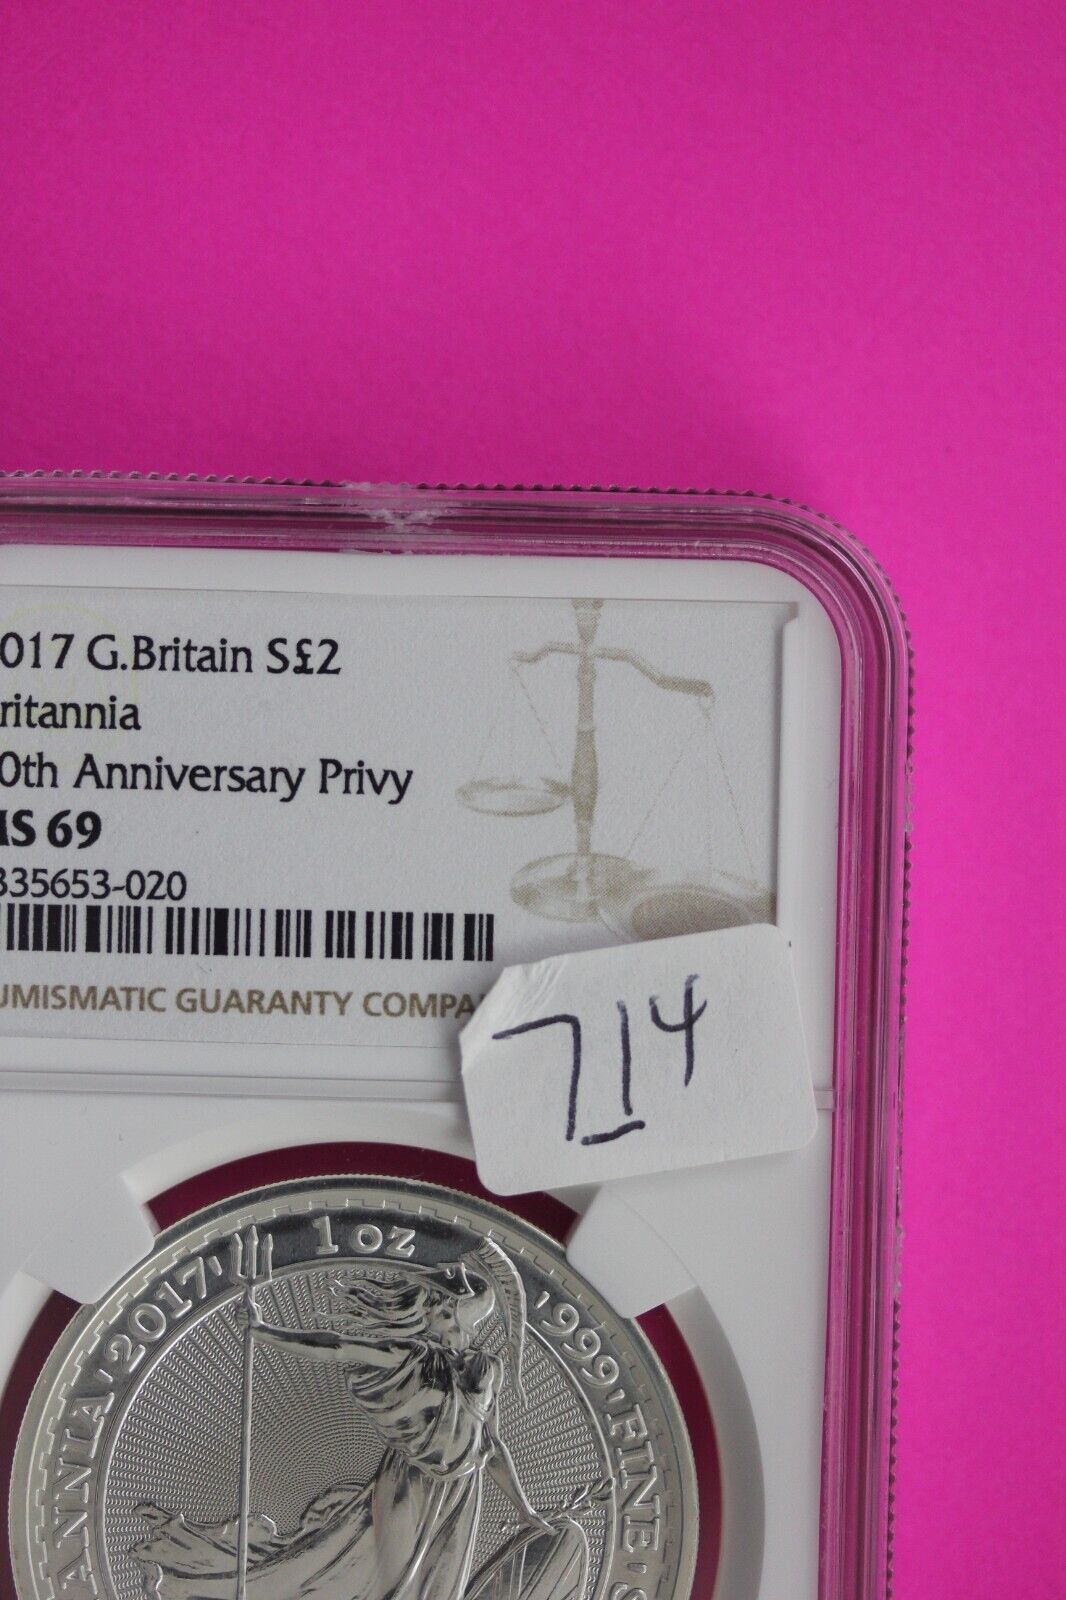 017 G.Britain S£2
ritannia
0th Anniversary Privy
MS 69
335653-020
UMISMATIC GUARANTY COMPA
714
ANNIA · 2017 · 1 OZ · 999 · FINE · S